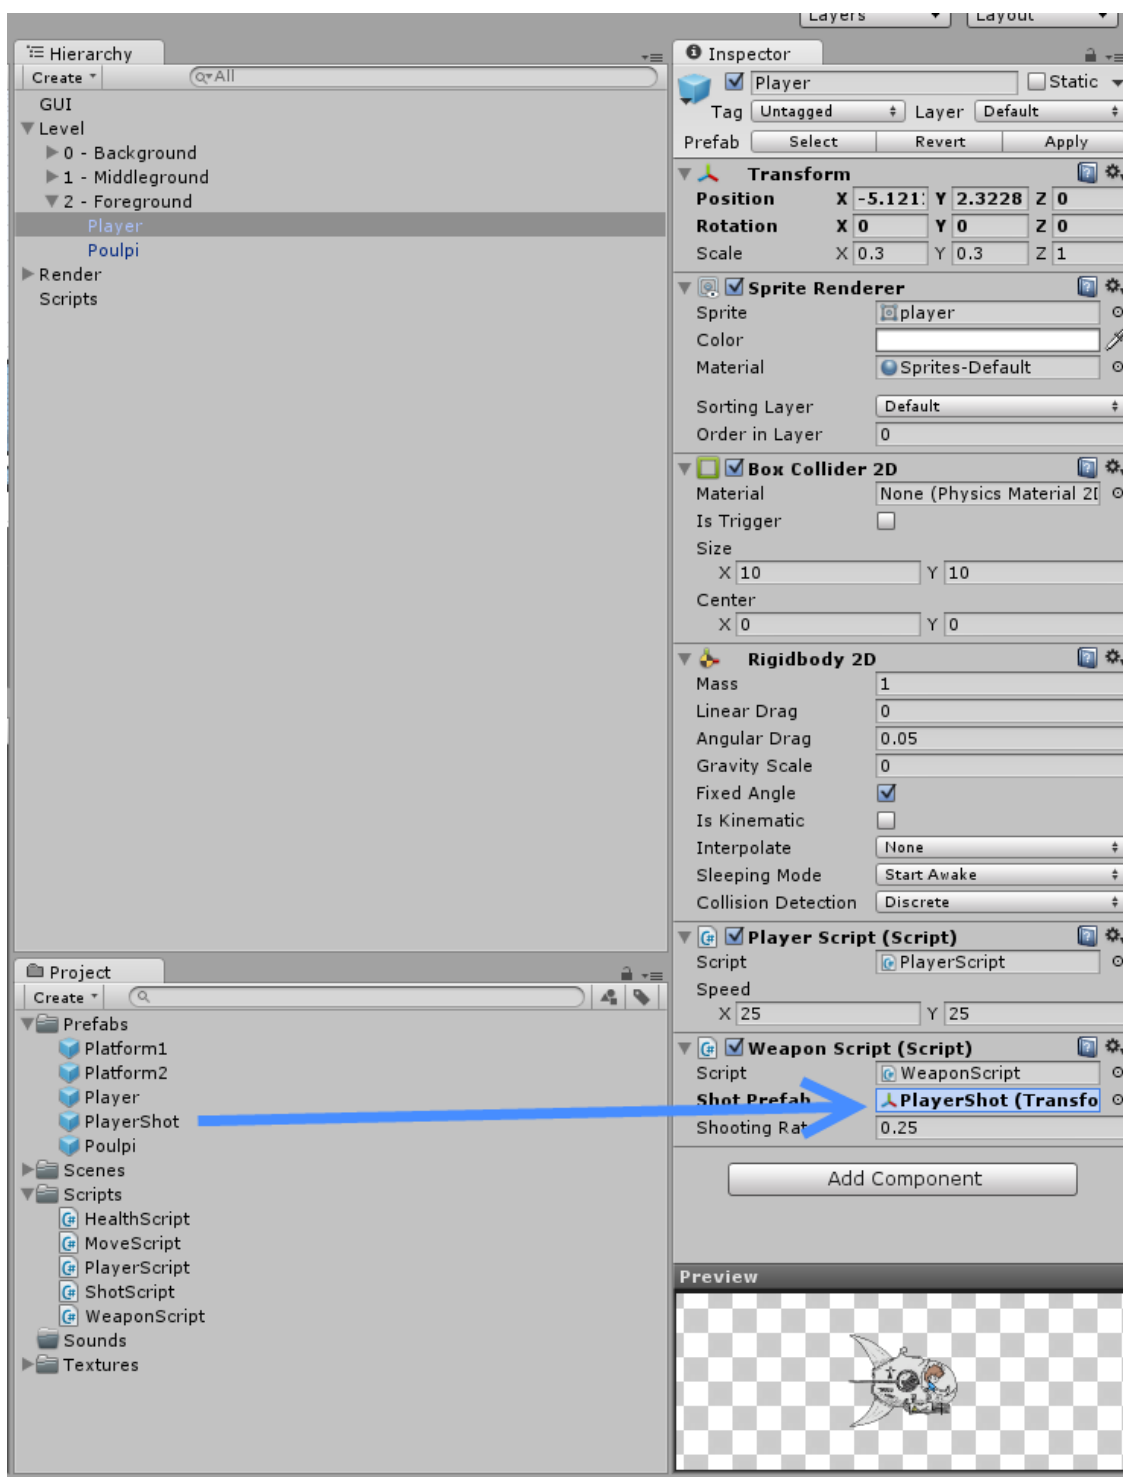 Layers
Layout
Hierarchy
Create
All
GUI
Level
0 - Background
1 - Middleground
2 - Foreground
Player
Poulpi
Render
Scripts
Project
Create
Prefabs
Platform1
Platform2
Player
PlayerShot
Poulpi
Scenes
Scripts
HealthScript
MoveScript
PlayerScript
ShotScript
WeaponScript
Sounds
Textures
Inspector
Player Static
Tag Untagged Layer Default
Prefab Select Revert Apply
Transform
Position X -5.121 Y 2.3228 Z 0
Rotation X 0 Y 0 Z 0
Scale X 0.3 Y 0.3 Z 1
Sprite Renderer
Sprite player
Color
Material Sprites-Default
Sorting Layer Default
Order in Layer 0
Box Collider 2D
Material None (Physics Material 2
Is Trigger
Size
X 10 Y 10
Center
X 0 Y 0
Rigidbody 2D
Mass 1
Linear Drag 0
Angular Drag 0.05
Gravity Scale 0
Fixed Angle
Is Kinematic
Interpolate None
Sleeping Mode Start Awake
Collision Detection Discrete
Player Script (Script)
Script PlayerScript
Speed
X 25 Y 25
Weapon Script (Script)
Script WeaponScript
Shot Prefab PlayerShot (Transfo
Shooting Rat 0.25
Add Component
Preview